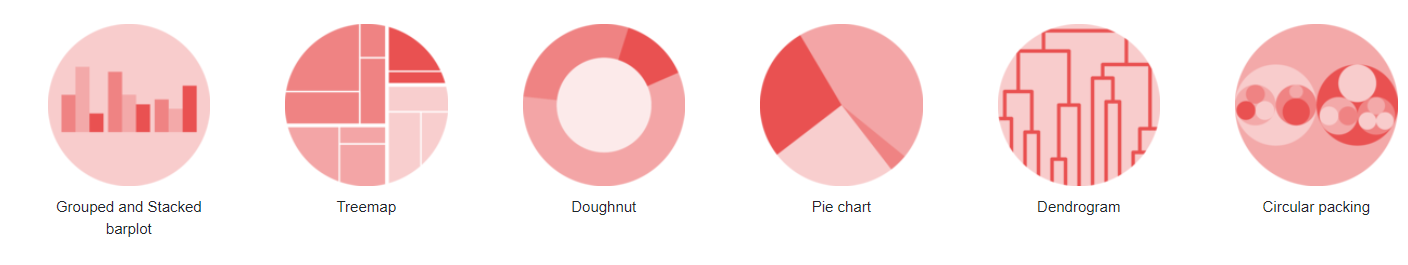 Grouped and Stacked
barplot
Treemap
Doughnut
Pie chart
Dendrogram
Circular packing